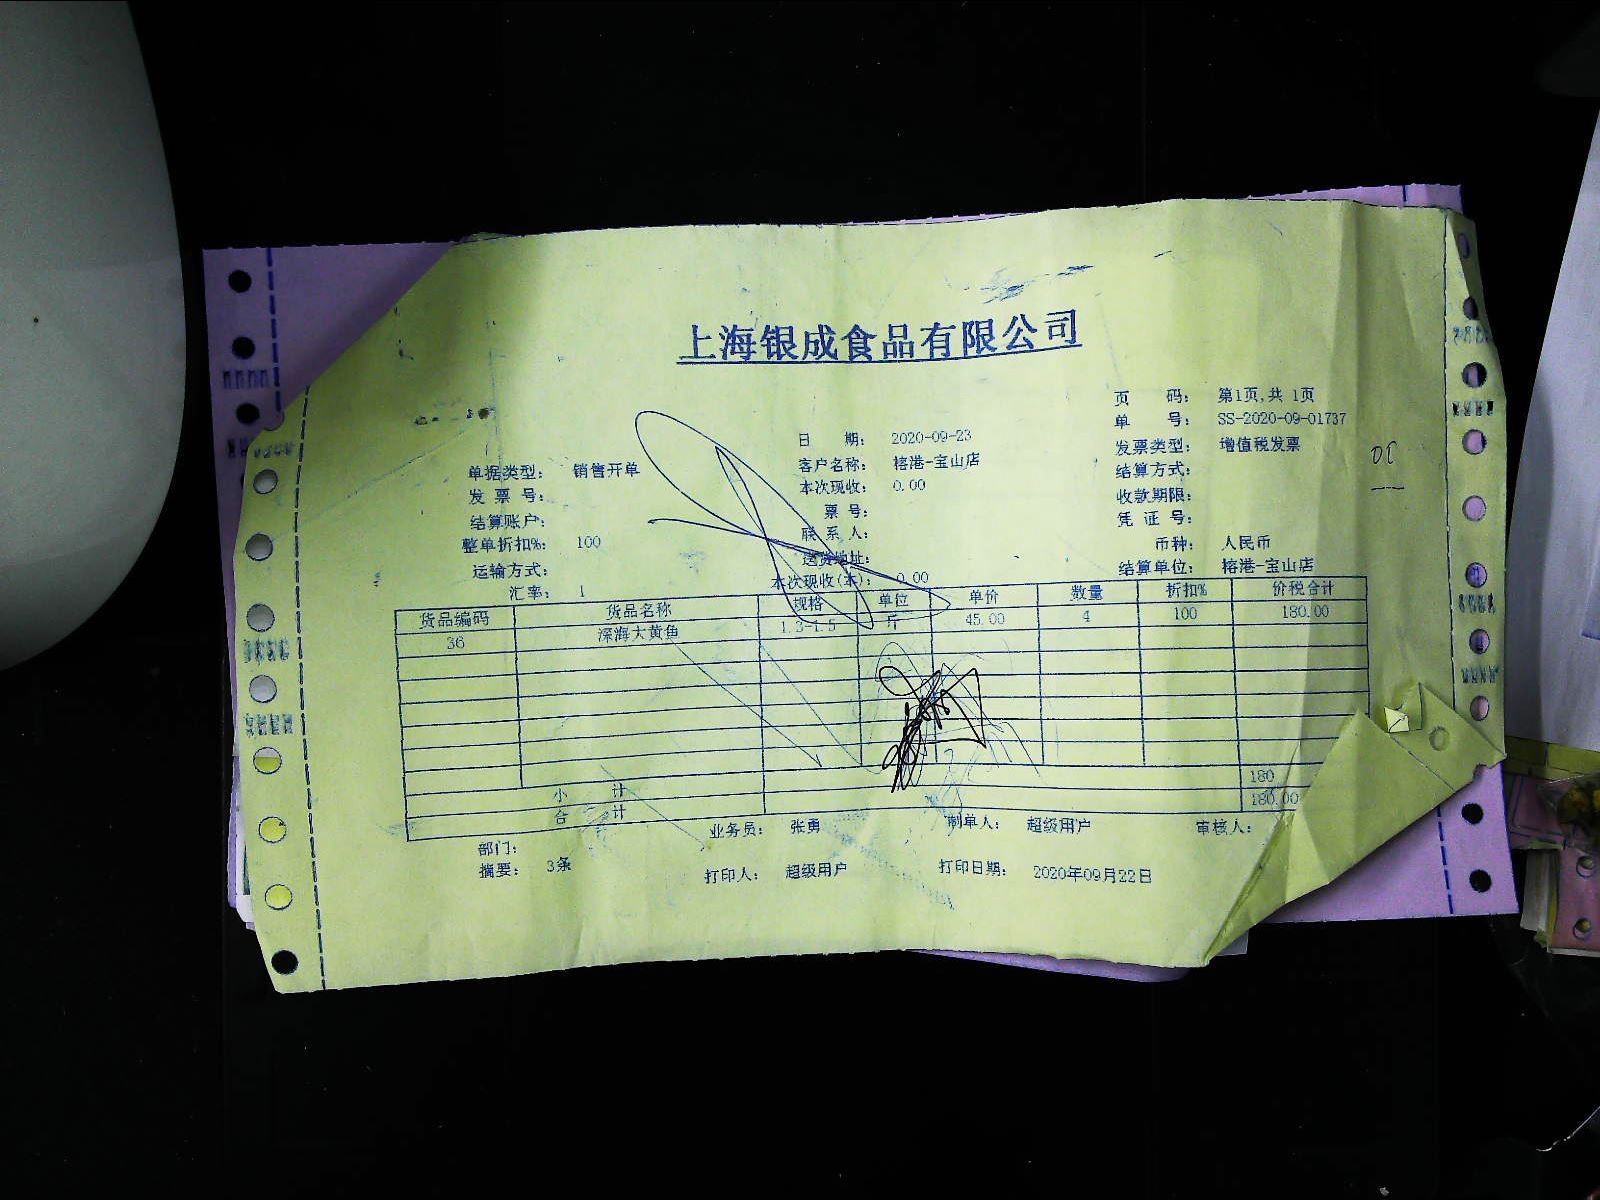 上海银成食品有限公司
页 码: 第1页,共 1页
单 号: SS-2020-09-01737
日 期: 2020-09-23 发票类型: 增值税发票
单据类型: 销售开单 客户名称: 榕港-宝山店 结算方式:
发 票 号: 本次现收: 0.00 收款期限:
结算账户: 票 号: 凭 证 号:
整单折扣%: 100 联 系 人: 币种: 人民币
运输方式: 送货地址: 结算单位: 榕港-宝山店
汇率: 1 本次现收(本): 0.00
货品编码 货品名称 规格 单位 单价 数量 折扣% 价税合计
36 深海大黄鱼 1.3-1.5 斤 45.00 4 100 180.00
小 计 180
合 计 180.00
部门: 业务员: 张勇 制单人: 超级用户 审核人:
摘要: 3条 打印人: 超级用户 打印日期: 2020年09月22日